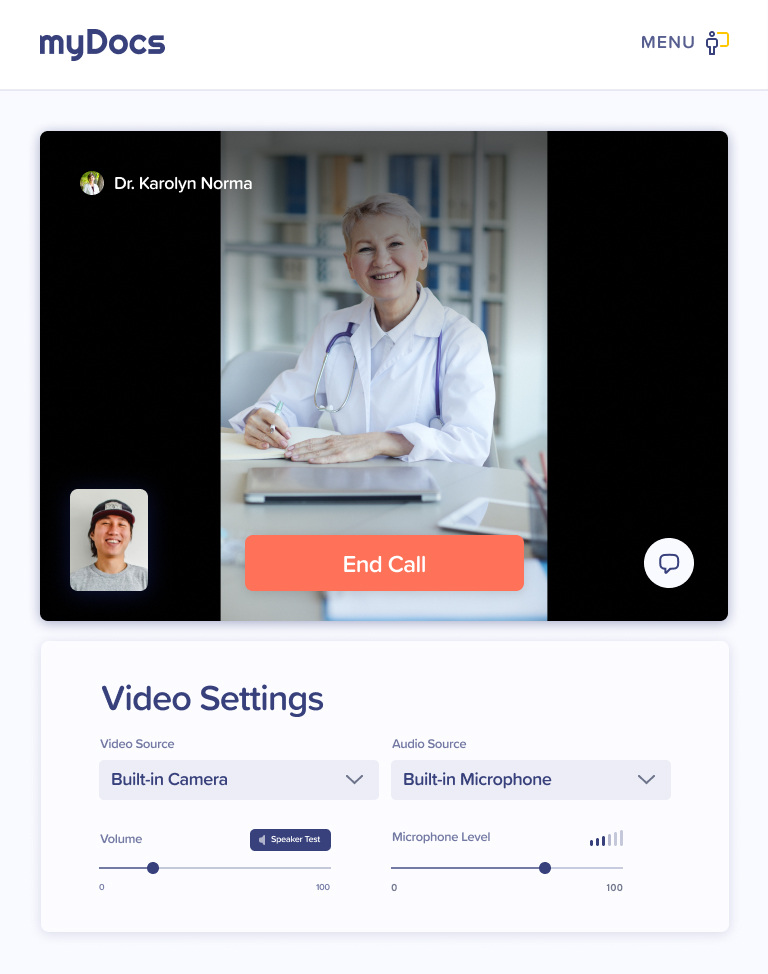 myDocs
MENU
Dr. Karolyn Norma
End Call
Video Settings
Video Source
Audio Source
Built-in Camera
Built-in Microphone
Volume
Speaker Test
Microphone Level
0
100
0
100